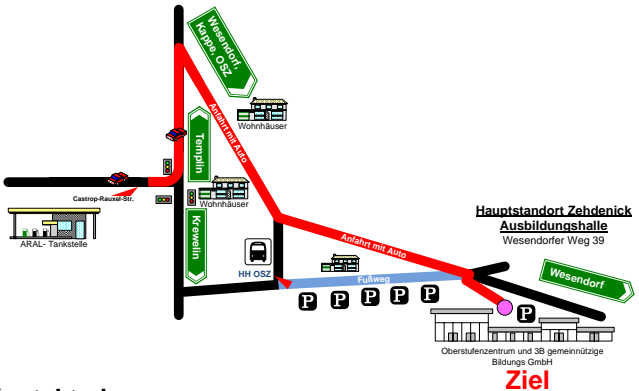 Wesendorf,
Kappe, OSZ
Anfahrt mit Auto
Wohnhäuser
Templin
Castrop-Rauxel-Str.
Wohnhäuser
ARAL- Tankstelle
Krewelin
Hauptstandort Zehdenick
Ausbildungshalle
Wesendorfer Weg 39
Anfahrt mit Auto
HH OSZ
Fußweg
Wesendorf
P P P P P
P
Oberstufenzentrum und 3B gemeinnützige
Bildungs GmbH
Ziel